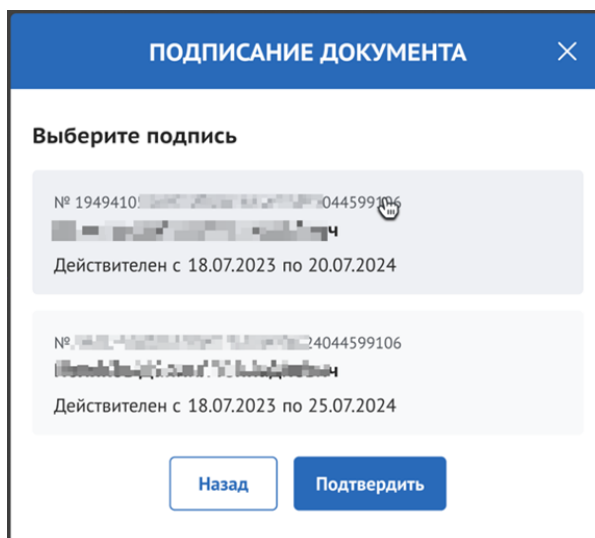 ПОДПИСАНИЕ ДОКУМЕНТА
Выберите подпись
№ 1949410 044599106
Действителен с 18.07.2023 по 20.07.2024
№ 24044599106
Действителен с 18.07.2023 по 25.07.2024
Назад
Подтвердить